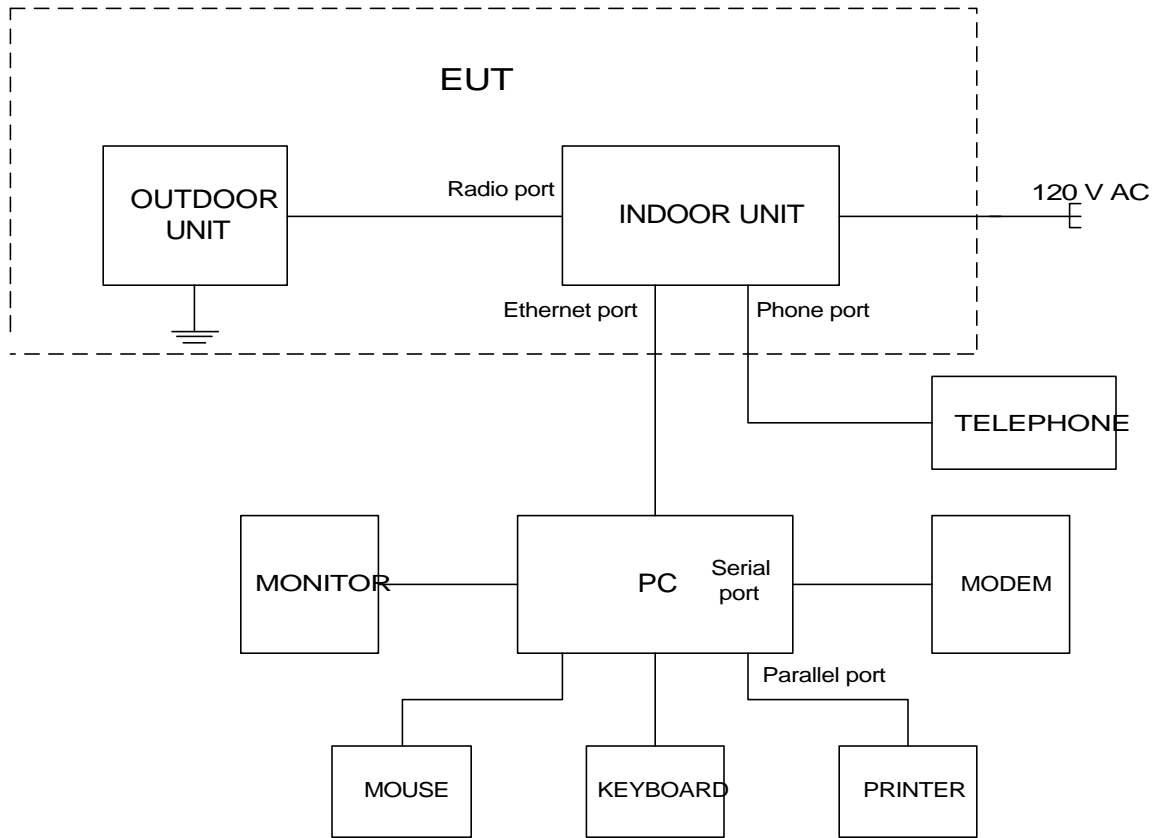 EUT
OUTDOOR
UNIT
Radio port
INDOOR UNIT
120 V AC
Ethernet port
Phone port
TELEPHONE
MONITOR
PC
Serial
port
MODEM
Parallel port
MOUSE
KEYBOARD
PRINTER